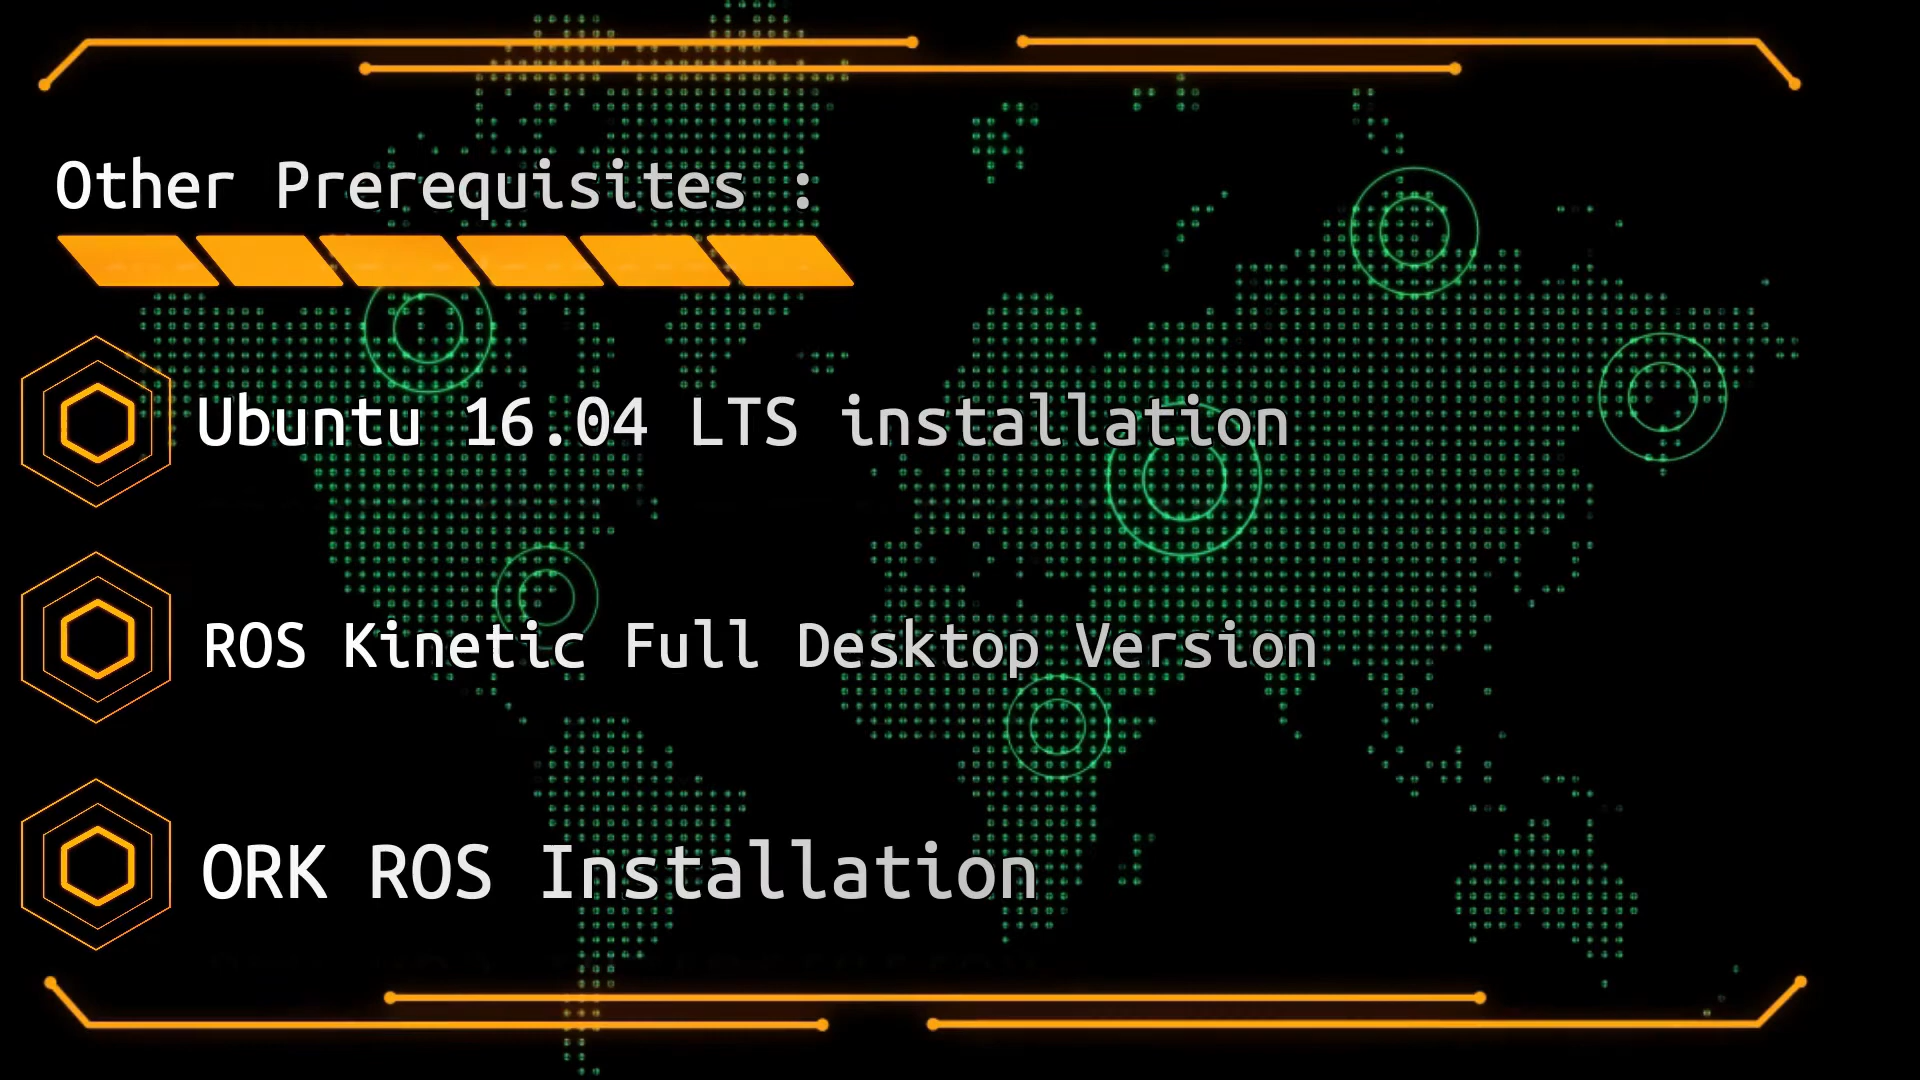 Other Prerequisites :
Ubuntu 16.04 LTS installation
ROS Kinetic Full Desktop Version
ORK ROS Installation